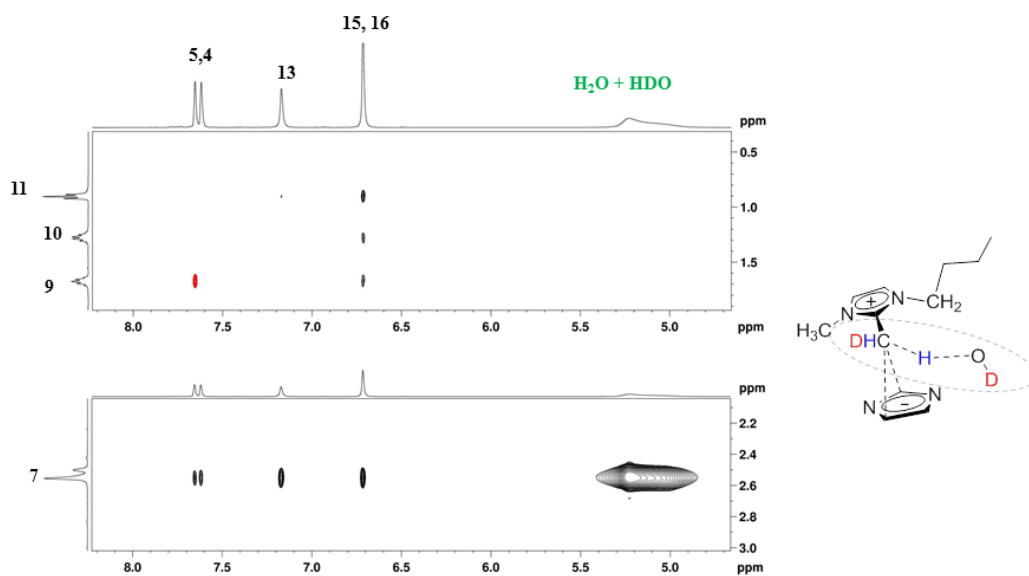 15, 16
5,4
13
H₂O + HDO
ppm
ppm
11
10
9
0.5
1.0
1.5
8.0 7.5 7.0 6.5 6.0 5.5 5.0 ppm
ppm
7
2.2
2.4
2.6
2.8
3.0
8.0 7.5 7.0 6.5 6.0 5.5 5.0 ppm
N
+
N
CH₂
H₃C
DHC
H
O
D
N
N
-